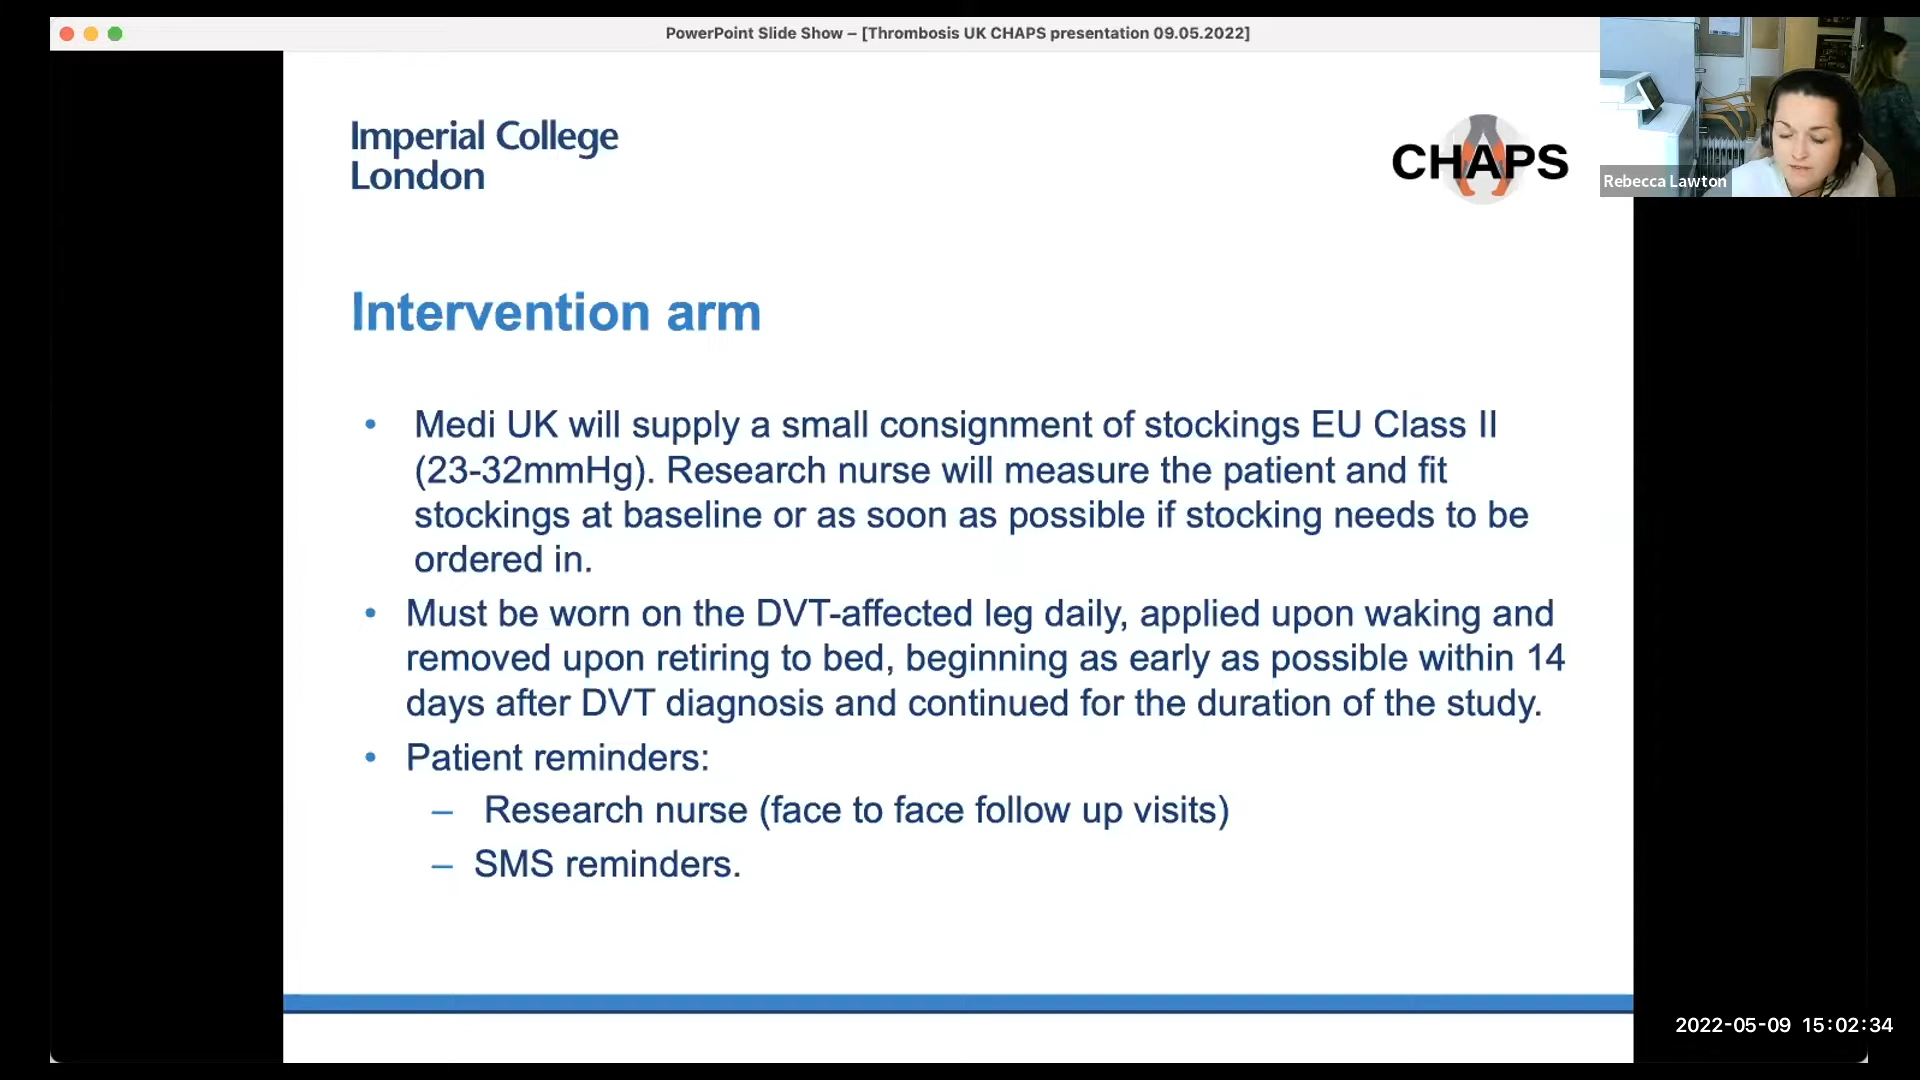 PowerPoint Slide Show – [Thrombosis UK CHAPS presentation 09.05.2022]
Imperial College
London
CHAPS
Rebecca Lawton
Intervention arm
• Medi UK will supply a small consignment of stockings EU Class II
(23-32mmHg). Research nurse will measure the patient and fit
stockings at baseline or as soon as possible if stocking needs to be
ordered in.
• Must be worn on the DVT-affected leg daily, applied upon waking and
removed upon retiring to bed, beginning as early as possible within 14
days after DVT diagnosis and continued for the duration of the study.
• Patient reminders:
– Research nurse (face to face follow up visits)
– SMS reminders.
2022-05-09 15:02:34